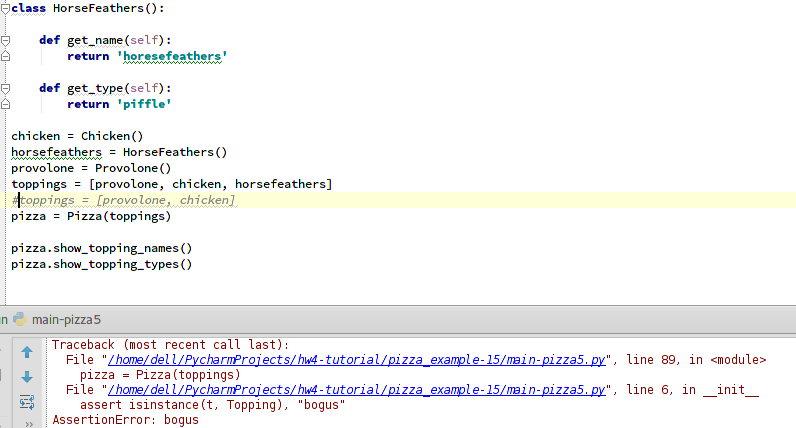 class HorseFeathers():
def get_name(self):
return 'horesefeathers'
def get_type(self):
return 'piffle'
chicken = Chicken()
horsefeathers = HorseFeathers()
provolone = Provolone()
toppings = [provolone, chicken, horsefeathers]
#toppings = [provolone, chicken]
pizza = Pizza(toppings)
pizza.show_topping_names()
pizza.show_topping_types()
n main-pizza5
Traceback (most recent call last):
File "/home/dell/PycharmProjects/hw4-tutorial/pizza_example-15/main-pizza5.py", line 89, in <module>
pizza = Pizza(toppings)
File "/home/dell/PycharmProjects/hw4-tutorial/pizza_example-15/main-pizza5.py", line 6, in __init__
assert isinstance(t, Topping), "bogus"
AssertionError: bogus